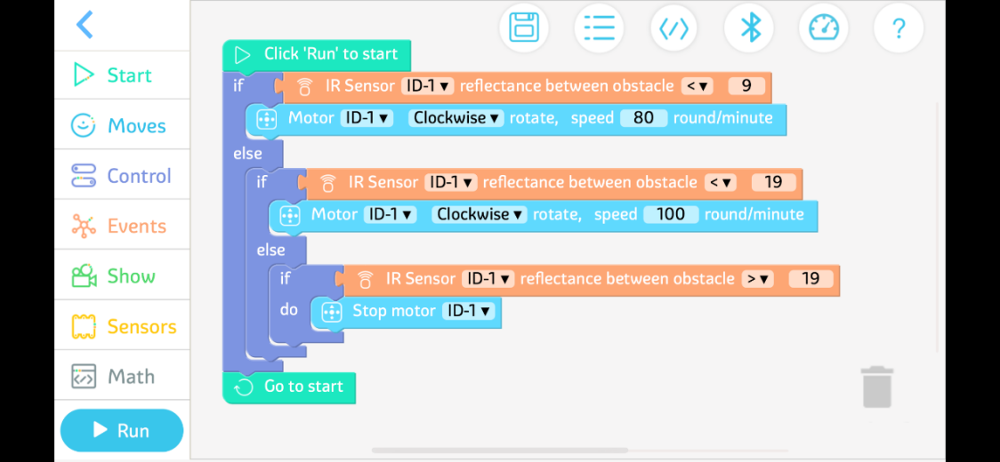 Start
Moves
Control
Events
Show
Sensors
Math
Run
?
Click 'Run' to start
if IR Sensor ID-1 ▾ reflectance between obstacle < ▾ 9
Motor ID-1 ▾ Clockwise ▾ rotate, speed 80 round/minute
else
if IR Sensor ID-1 ▾ reflectance between obstacle < ▾ 19
Motor ID-1 ▾ Clockwise ▾ rotate, speed 100 round/minute
else
if IR Sensor ID-1 ▾ reflectance between obstacle > ▾ 19
do Stop motor ID-1 ▾
Go to start